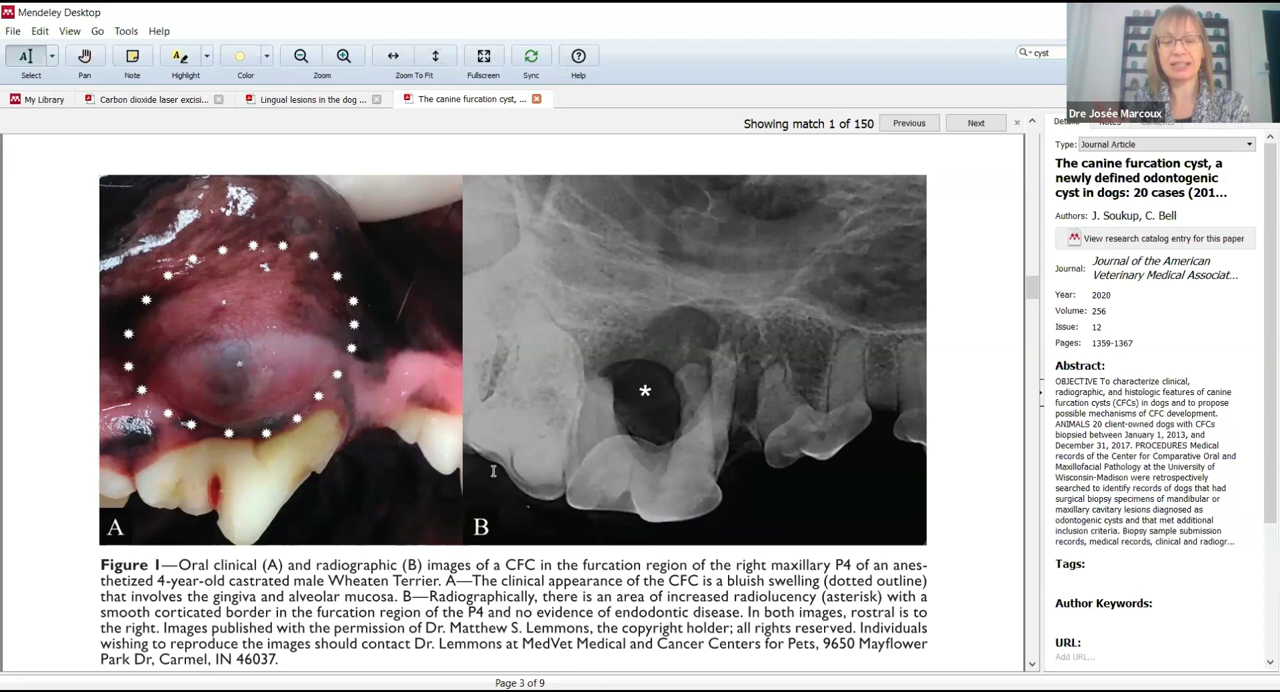 Mendeley Desktop
File Edit View Go Tools Help
Select Pan Note Highlight Color Zoom Zoom To Fit Fullscreen Sync Help
cyst
Dre Josée Marcoux
My Library Carbon dioxide laser excisi... Lingual lesions in the dog ... The canine furcation cyst, ...
Showing match 1 of 150 Previous Next
A
B
Figure 1—Oral clinical (A) and radiographic (B) images of a CFC in the furcation region of the right maxillary P4 of an anes-
thetized 4-year-old castrated male Wheaten Terrier. A—The clinical appearance of the CFC is a bluish swelling (dotted outline)
that involves the gingiva and alveolar mucosa. B—Radiographically, there is an area of increased radiolucency (asterisk) with a
smooth corticated border in the furcation region of the P4 and no evidence of endodontic disease. In both images, rostral is to
the right. Images published with the permission of Dr. Matthew S. Lemmons, the copyright holder; all rights reserved. Individuals
wishing to reproduce the images should contact Dr. Lemmons at MedVet Medical and Cancer Centers for Pets, 9650 Mayflower
Park Dr, Carmel, IN 46037.
Page 3 of 9
Type: Journal Article
The canine furcation cyst, a
newly defined odontogenic
cyst in dogs: 20 cases (201...
Authors: J. Soukup, C. Bell
View research catalog entry for this paper
Journal: Journal of the American
Veterinary Medical Associat...
Year: 2020
Volume: 256
Issue: 12
Pages: 1359-1367
Abstract:
OBJECTIVE To characterize clinical,
radiographic, and histologic features of canine
furcation cysts (CFCs) in dogs and to propose
possible mechanisms of CFC development.
ANIMALS 20 client-owned dogs with CFCs
biopsied between January 1, 2013, and
December 31, 2017. PROCEDURES Medical
records of the Center for Comparative Oral and
Maxillofacial Pathology at the University of
Wisconsin-Madison were retrospectively
searched to identify records of dogs that had
surgical biopsy specimens of mandibular or
maxillary cavitary lesions diagnosed as
odontogenic cysts and that met additional
inclusion criteria. Biopsy sample submission
records, medical records, clinical and radiogr...
Tags:
Author Keywords:
URL:
Add URL...